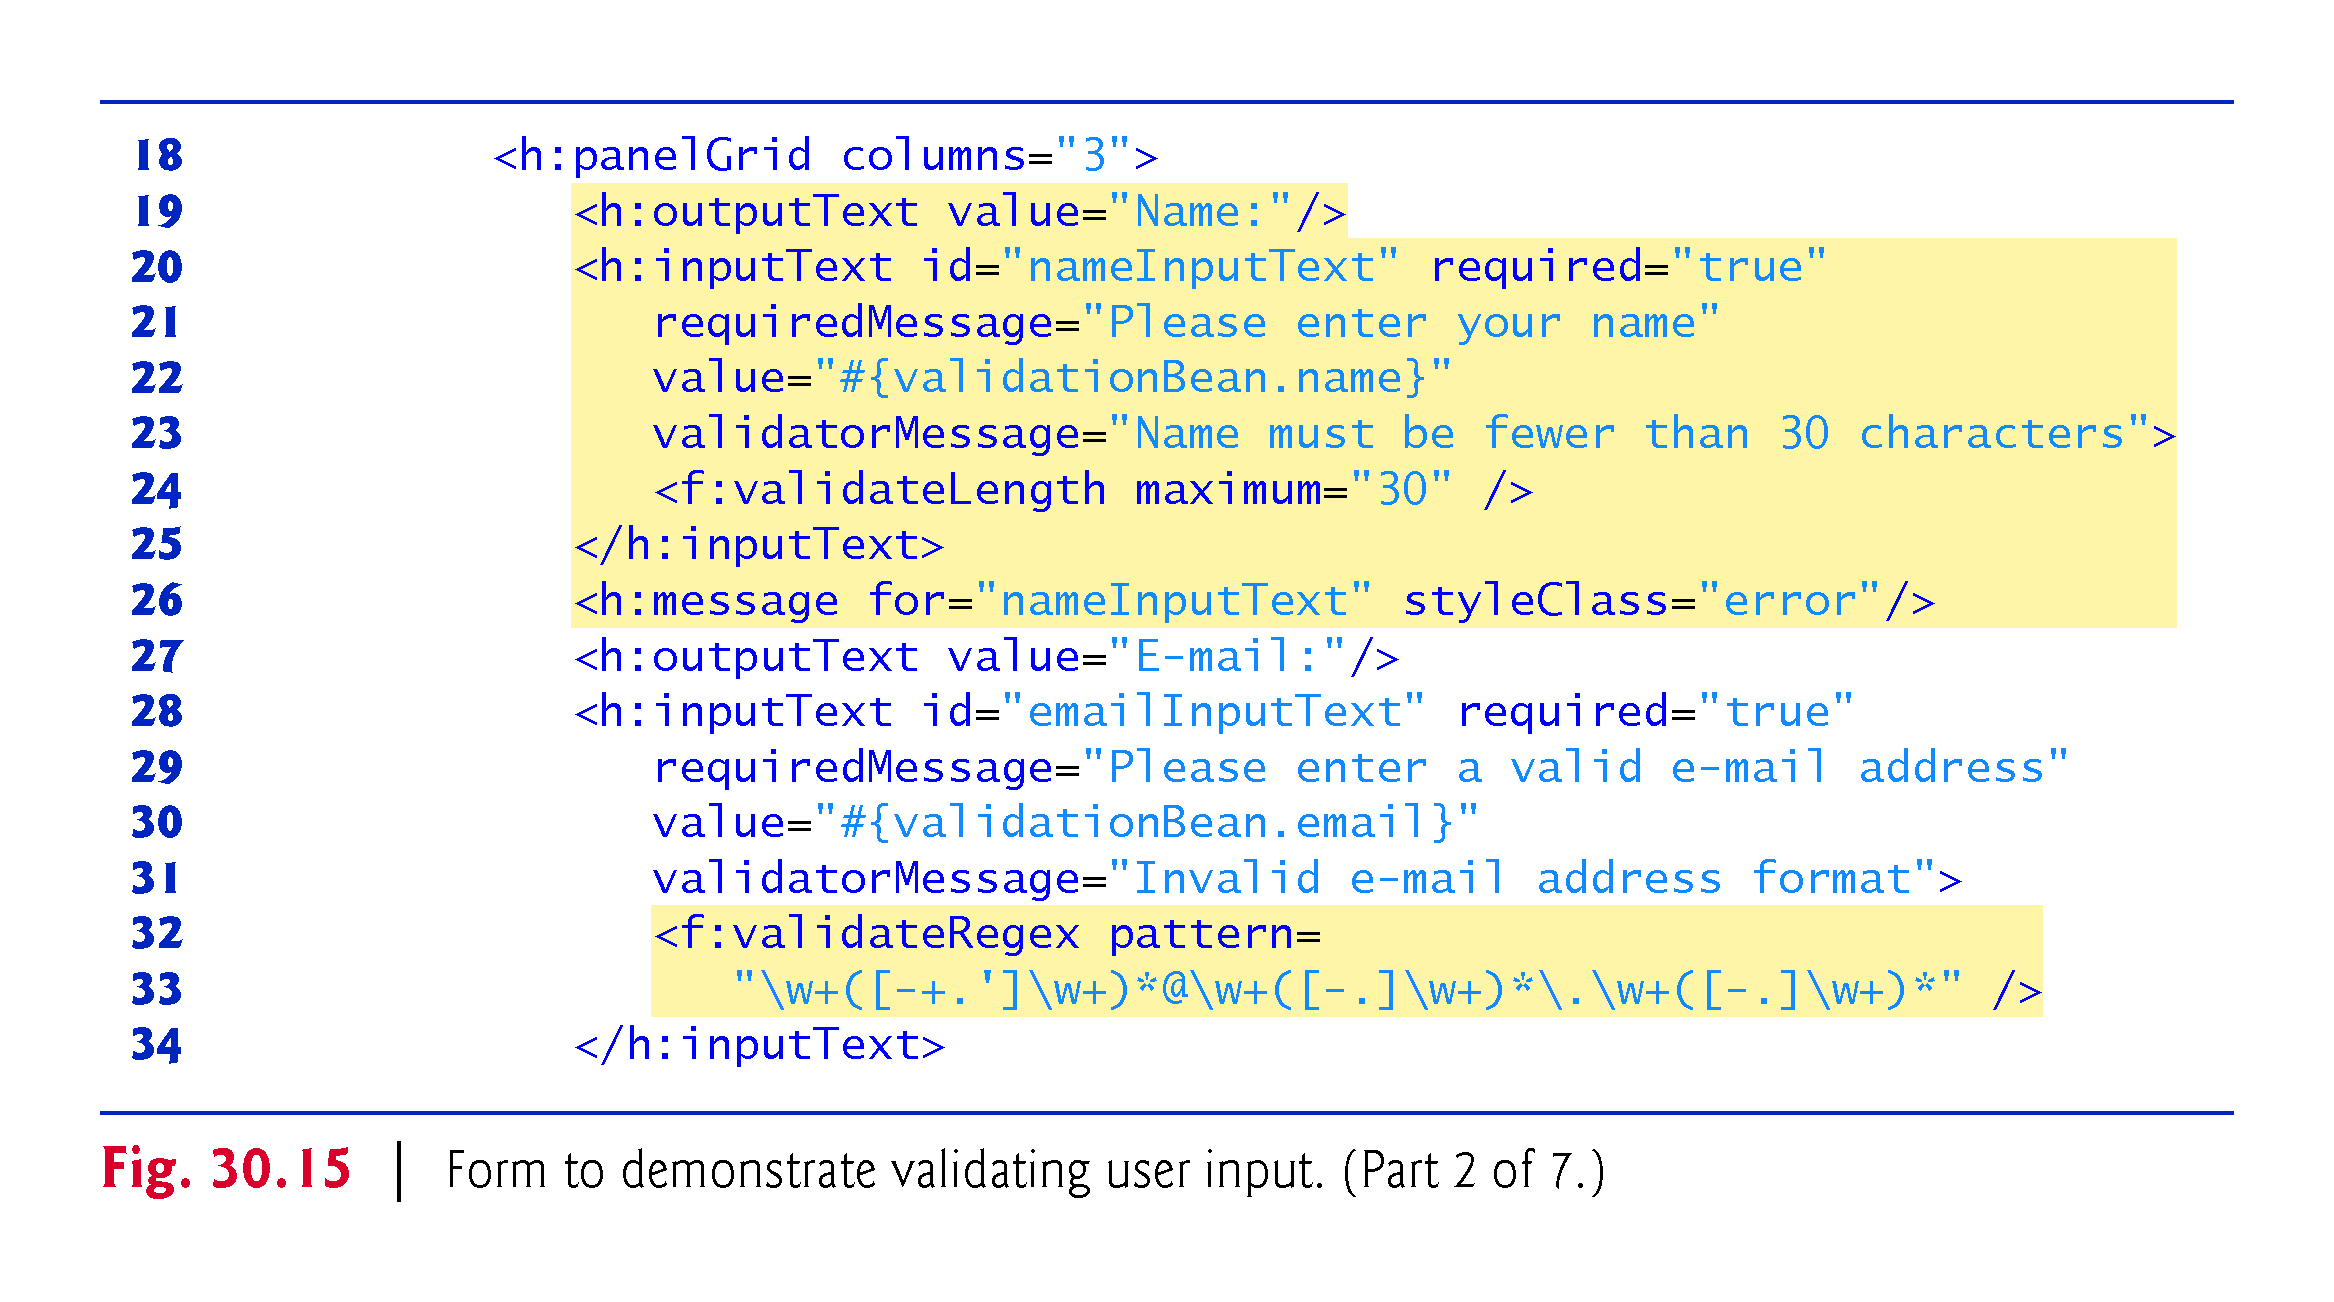 18 <h:panelGrid columns="3">
19 <h:outputText value="Name:"/>
20 <h:inputText id="nameInputText" required="true"
21 requiredMessage="Please enter your name"
22 value="#{validationBean.name}"
23 validatorMessage="Name must be fewer than 30 characters">
24 <f:validateLength maximum="30" />
25 </h:inputText>
26 <h:message for="nameInputText" styleClass="error"/>
27 <h:outputText value="E-mail:"/>
28 <h:inputText id="emailInputText" required="true"
29 requiredMessage="Please enter a valid e-mail address"
30 value="#{validationBean.email}"
31 validatorMessage="Invalid e-mail address format">
32 <f:validateRegex pattern=
33 "\w+([-+.']\w+)*@\w+([-.]\w+)*\.\w+([-.]\w+)*" />
34 </h:inputText>
Fig. 30.15 | Form to demonstrate validating user input. (Part 2 of 7.)